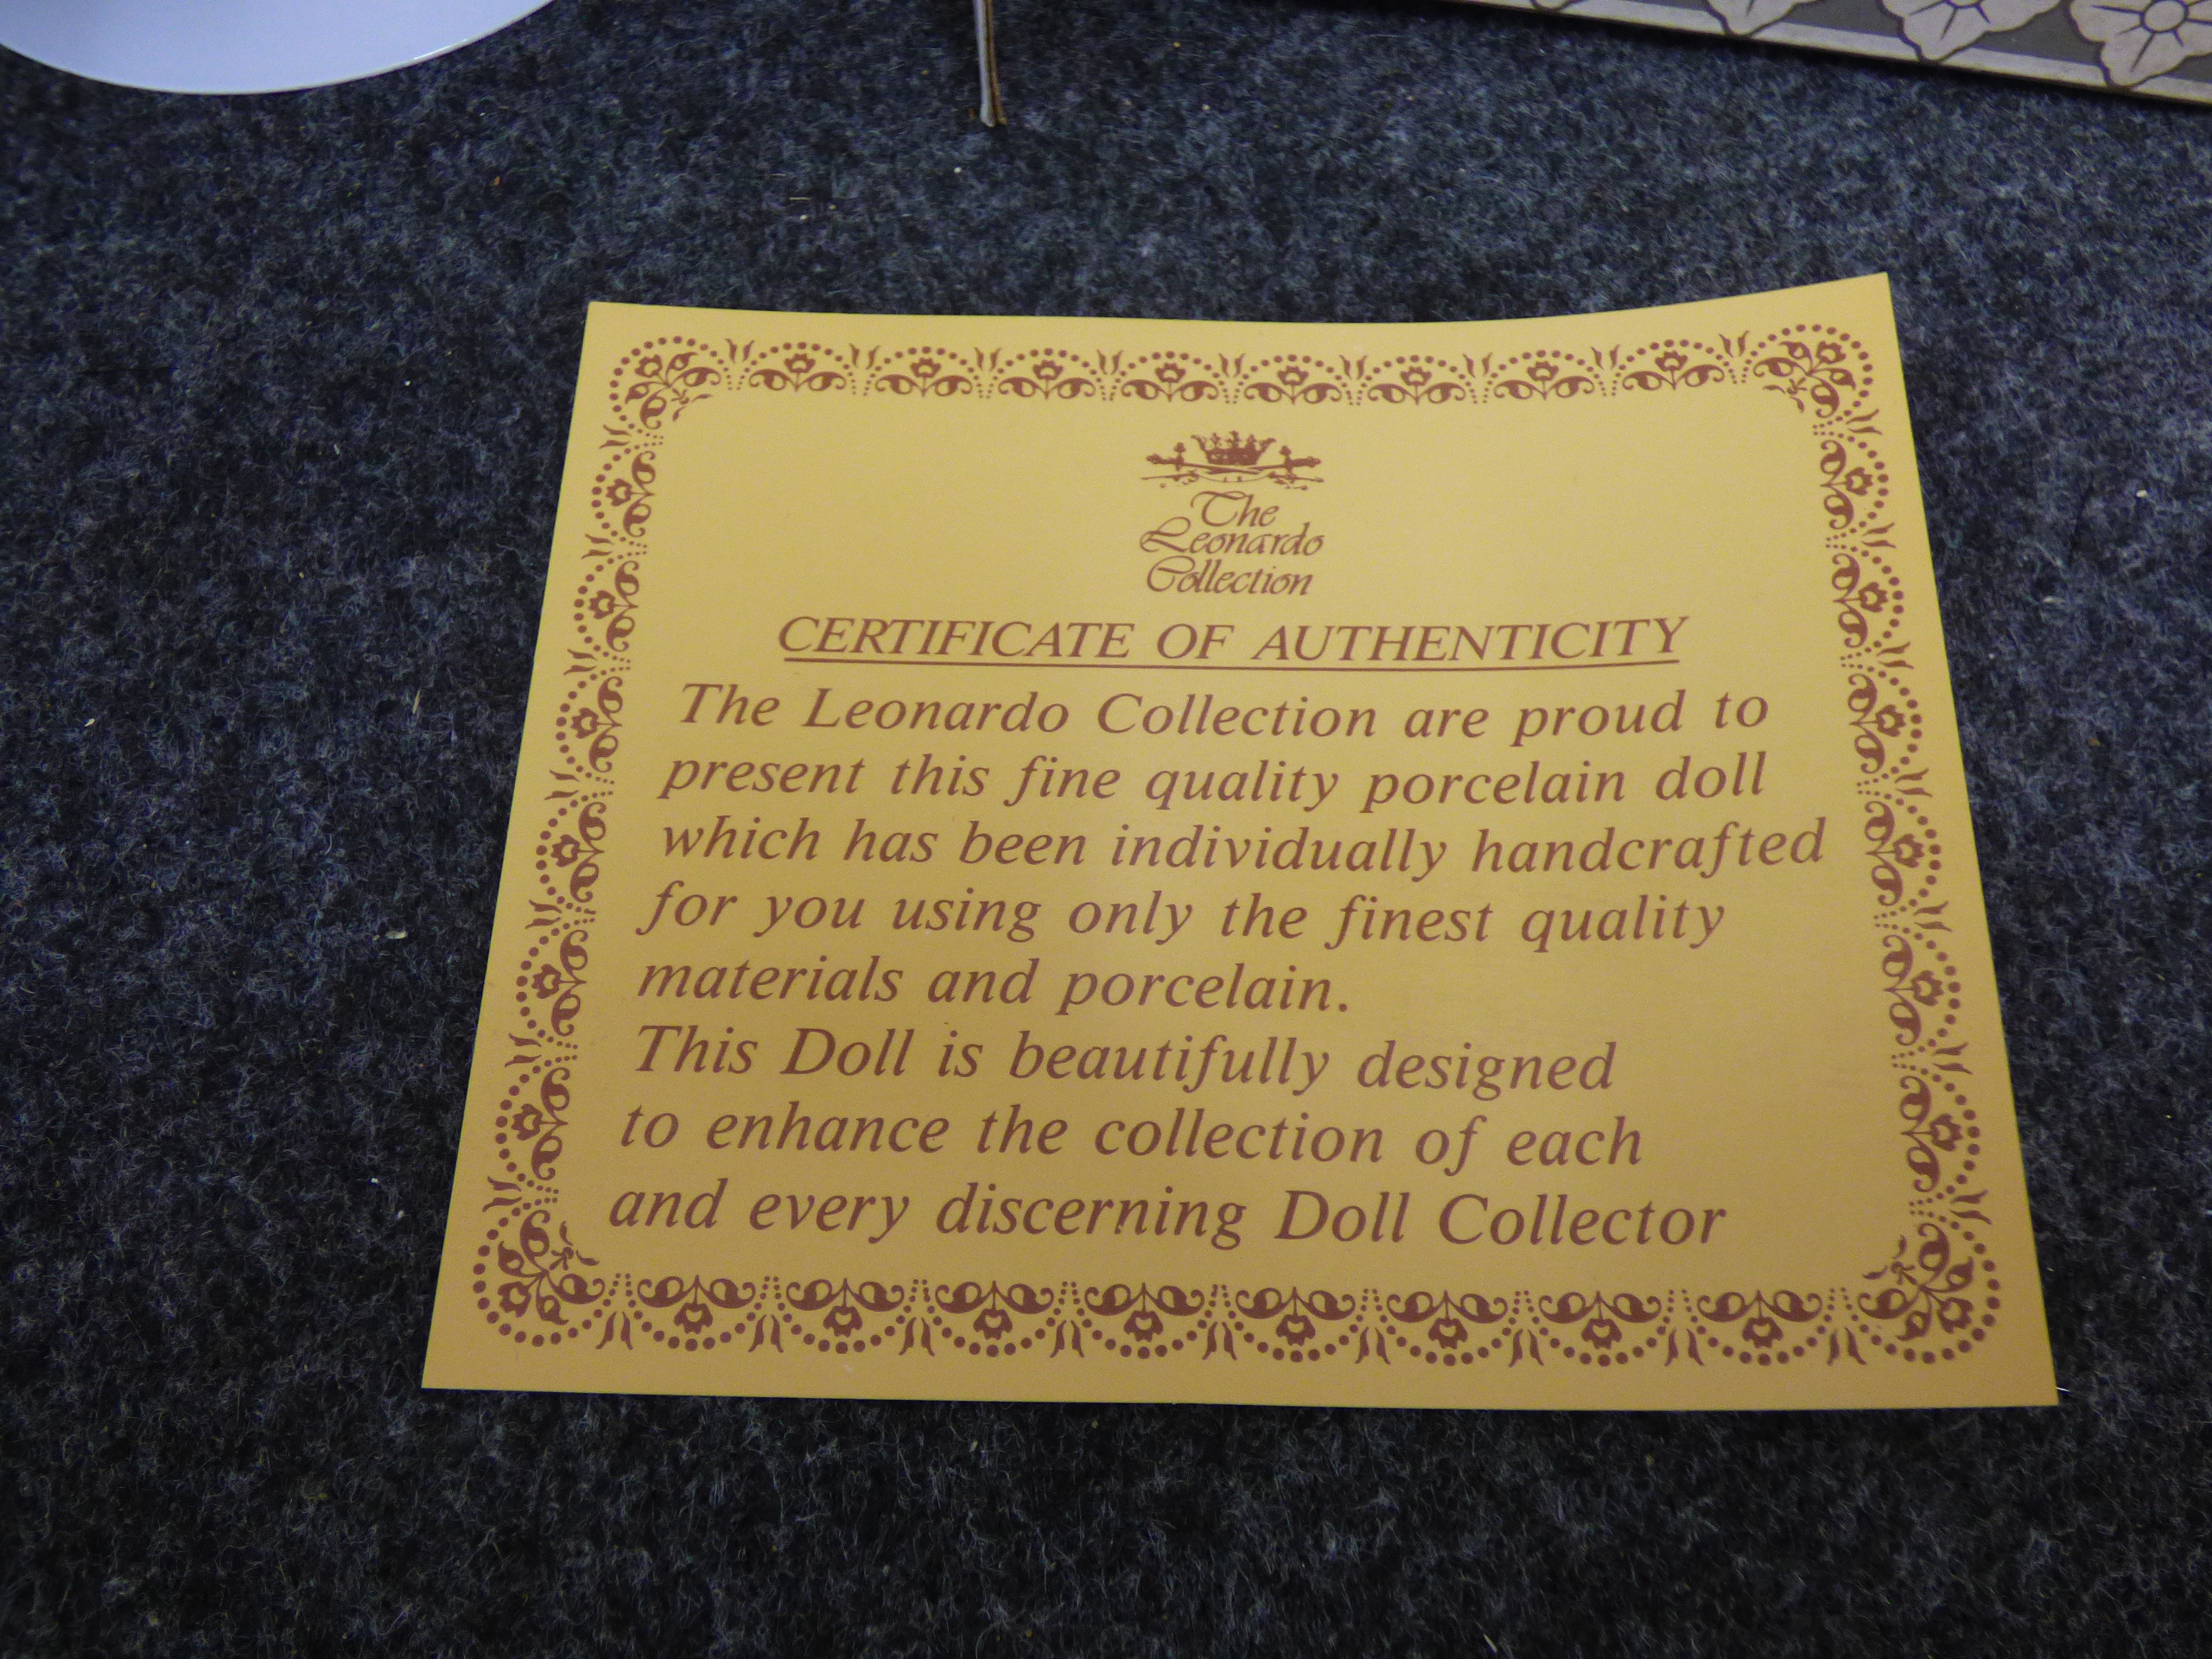 The
Leonardo
Collection
CERTIFICATE OF AUTHENTICITY
The Leonardo Collection are proud to
present this fine quality porcelain doll
which has been individually handcrafted
for you using only the finest quality
materials and porcelain.
This Doll is beautifully designed
to enhance the collection of each
and every discerning Doll Collector